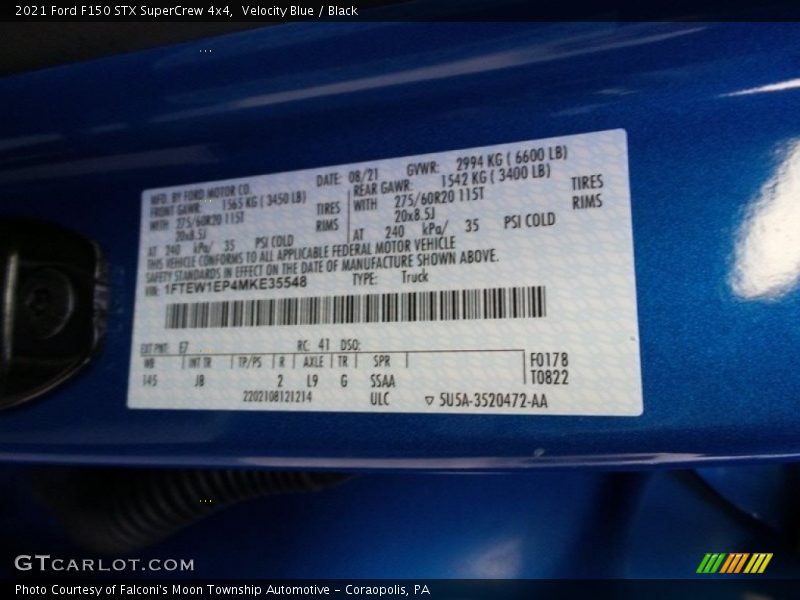 2021 Ford F150 STX SuperCrew 4x4, Velocity Blue / Black
MFD. BY FORD MOTOR CO.
DATE: 08/21
GVWR: 2994 KG ( 6600 LB)
FRONT GAWR: 1565 KG ( 3450 LB)
REAR GAWR: 1542 KG ( 3400 LB)
WITH 275/60R20 115T TIRES
WITH 275/60R20 115T TIRES
20x8.5J RIMS
20x8.5J RIMS
AT 240 kPa/ 35 PSI COLD
AT 240 kPa/ 35 PSI COLD
THIS VEHICLE CONFORMS TO ALL APPLICABLE FEDERAL MOTOR VEHICLE
SAFETY STANDARDS IN EFFECT ON THE DATE OF MANUFACTURE SHOWN ABOVE.
VIN: 1FTEW1EP4MKE35548 TYPE: Truck
EXT PNT: E7 RC: 41 DSO:
WB INT TR TP/PS R AXLE TR SPR F0178
145 JB 2 L9 G SSAA T0822
2202108121214 ULC ▽ 5U5A-3520472-AA
GTCARLOT.COM
Photo Courtesy of Falconi's Moon Township Automotive - Coraopolis, PA